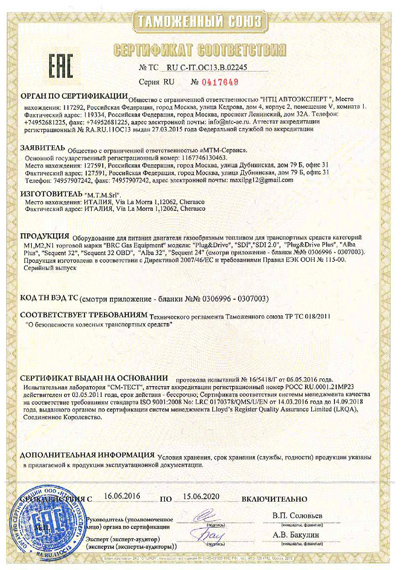 ТАМОЖЕННЫЙ СОЮЗ
СЕРТИФИКАТ СООТВЕТСТВИЯ
EAC
№ ТС RU C-IT.OC13.B.02245
Серия RU № 0417649
ОРГАН ПО СЕРТИФИКАЦИИ Общество с ограниченной ответственностью "НТЦ АВТОЭКСПЕРТ", Место
нахождения: 117292, Российская Федерация, город Москва, улица Кедрова, дом 4, корпус 2, помещение V, комната 1.
Фактический адрес: 119334, Российская Федерация, город Москва, проспект Ленинский, дом 32А. Телефон
+74952681225, факс +74952681225, адрес электронной почты: info@ntc-avto.ru. Аттестат аккредитации
регистрационный № RA.RU.11ОС13 выдан 27.03.2015 Федеральной службой по аккредитации
ЗАЯВИТЕЛЬ Общество с ограниченной ответственностью «МТМ-Сервис».
Основной государственный регистрационный номер: 1167746130463.
Место нахождения: 127591, Российская Федерация, город Москва, улица Дубнинская, дом 79 Б, офис 31
Фактический адрес: 127591, Российская Федерация, город Москва, улица Дубнинская, дом 79 Б, офис 31
Телефон 74957907242, факс 74957907242, адрес электронной почты: maxilpg12@gmail.com
ИЗГОТОВИТЕЛЬ "M.T.M.Srl".
Место нахождения: ИТАЛИЯ, Via La Morra 1,12062, Cherasco
Фактический адрес: ИТАЛИЯ, Via La Morra 1,12062, Cherasco
ПРОДУКЦИЯ Оборудование для питания двигателя газообразным топливом для транспортных средств категорий
M1,M2,N1 торговой марки "BRC Gas Equipment" модели: "Plug&Drive", "SDI","SDI 2.0", "Plug&Drive Plus", "Alba
Plus", "Sequent 32", "Sequent 32 OBD", "Alba 32", "Sequent 24"
Продукция изготовлена в соответствии с Директивой 2007/46/ЕС и требованиями Правил ЕЭК ООН № 115-00.
Серийный выпуск
КОД ТН ВЭД ТС (смотри приложение - бланки №№ 0306996 - 0307003)
СООТВЕТСТВУЕТ ТРЕБОВАНИЯМ Технического регламента Таможенного союза ТР ТС 018/2011
"О безопасности колесных транспортных средств"
СЕРТИФИКАТ ВЫДАН НА ОСНОВАНИИ протокола испытаний № 16/5418/Г от 06.05.2016 г.
Испытательная лаборатория "СМ-ТЕСТ", аттестат аккредитации регистрационный номер РОСС RU.0001.21МР23
действителен от 03.05.2011 года, срок действия - бессрочно; Сертификат соответствия системы менеджмента качества
на соответствие требованиям стандарта ISO 9001:2008 No: LRC 0170378/QMS/U/EN от 14.03.2016 года до 14.09.2018
года, выданного органом по сертификации систем менеджмента Lloyd's Register Quality Assurance Limited (LRQA),
Соединенное Королевство.
ДОПОЛНИТЕЛЬНАЯ ИНФОРМАЦИЯ Условия хранения, срок хранения (службы, годности) продукции указаны
в прилагаемой к продукции эксплуатационной документации.
СРОК ДЕЙСТВИЯ С 16.06.2016 ПО 15.06.2020 ВКЛЮЧИТЕЛЬНО
Руководитель (уполномоченное
лицо) органа по сертификации
(подпись)
В.П. Соловьев
(инициалы, фамилия)
Эксперт (эксперт-аудитор)
(эксперты (эксперты-аудиторы))
(подпись)
А.В. Бакулин
(инициалы, фамилия)